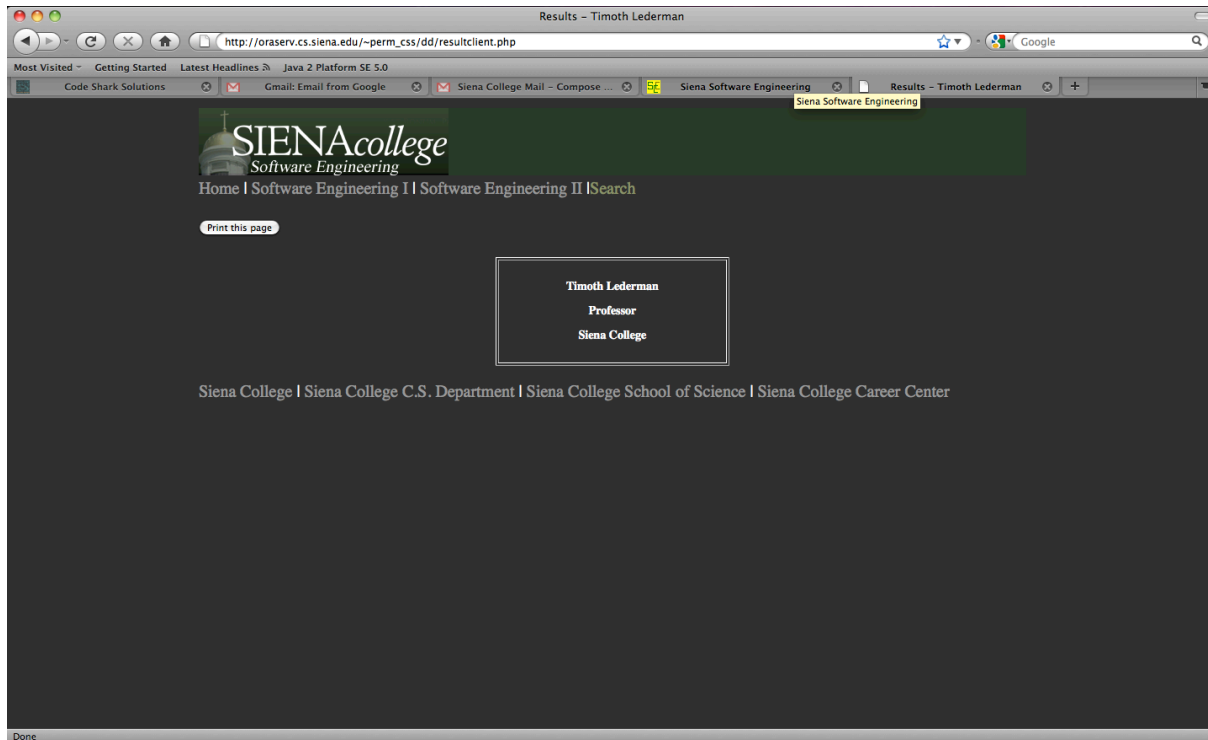 Results – Timoth Lederman
http://oraserv.cs.siena.edu/~perm_css/dd/resultclient.php
Google
Most Visited Getting Started Latest Headlines Java 2 Platform SE 5.0
Code Shark Solutions Gmail: Email from Google Siena College Mail – Compose ... Siena Software Engineering Results – Timoth Lederman +
Siena Software Engineering
SIENAcollege
Software Engineering
Home | Software Engineering I | Software Engineering II |Search
Print this page
Timoth Lederman
Professor
Siena College
Siena College | Siena College C.S. Department | Siena College School of Science | Siena College Career Center
Done